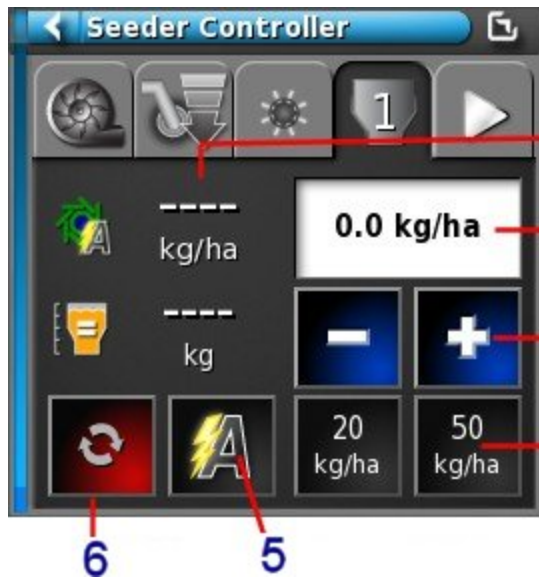 Seeder Controller
1
---- 0.0 kg/ha
A kg/ha
----
kg
A 20 50
kg/ha kg/ha
6 5